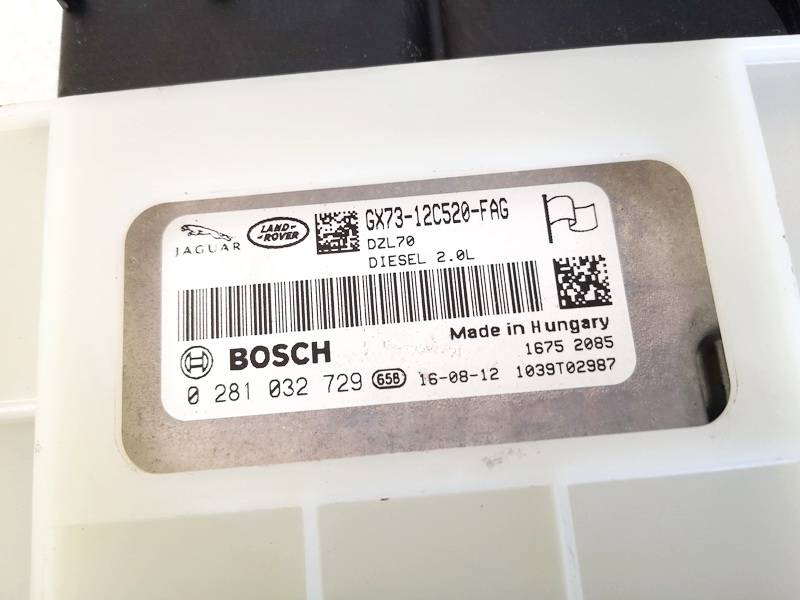 JAGUAR
LAND-
ROVER
GX73-12C520-FAG
DZL70
DIESEL 2.0L
Made in Hungary
BOSCH
1675 2085
0 281 032 729 65B 16-08-12 1039T02987